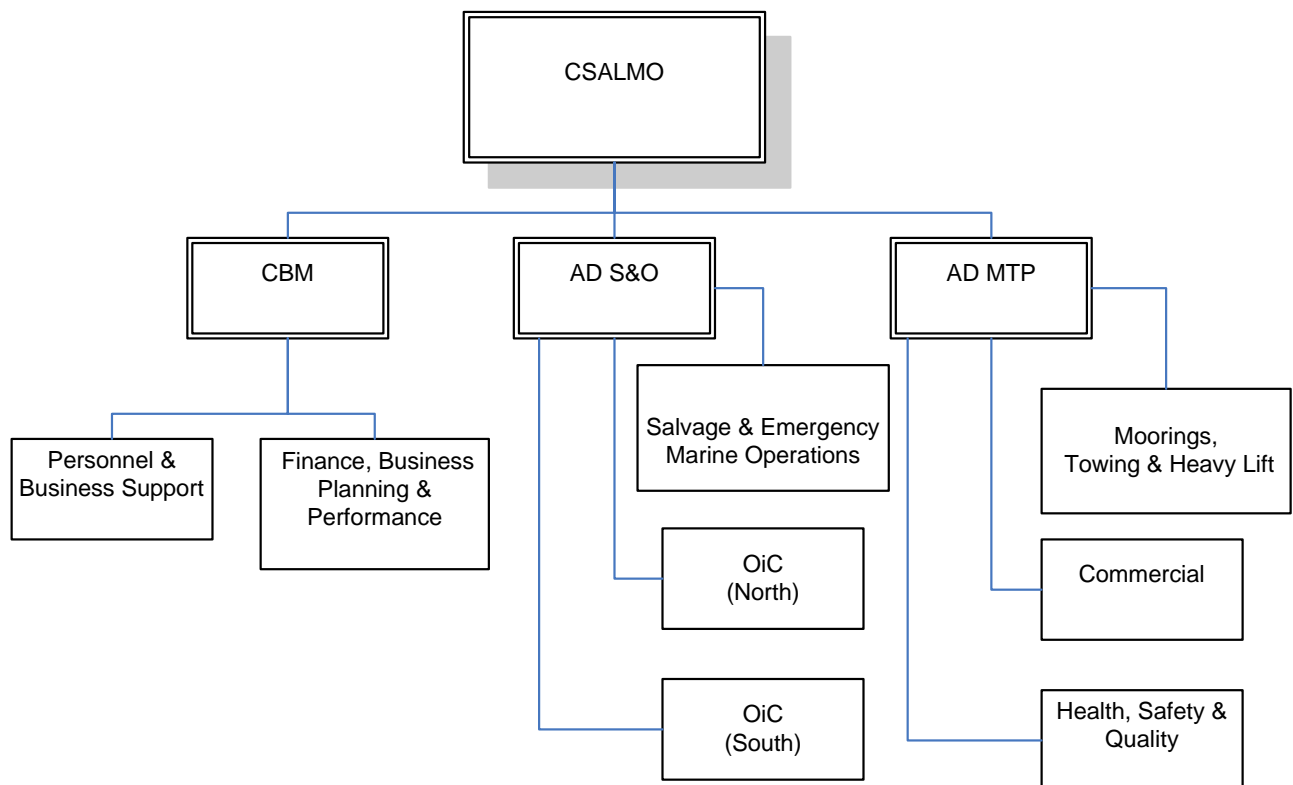 CSALMO
CBM
AD S&O
AD MTP
Personnel &
Business Support
Finance, Business
Planning &
Performance
Salvage & Emergency
Marine Operations
OiC
(North)
OiC
(South)
Moorings,
Towing & Heavy Lift
Commercial
Health, Safety &
Quality